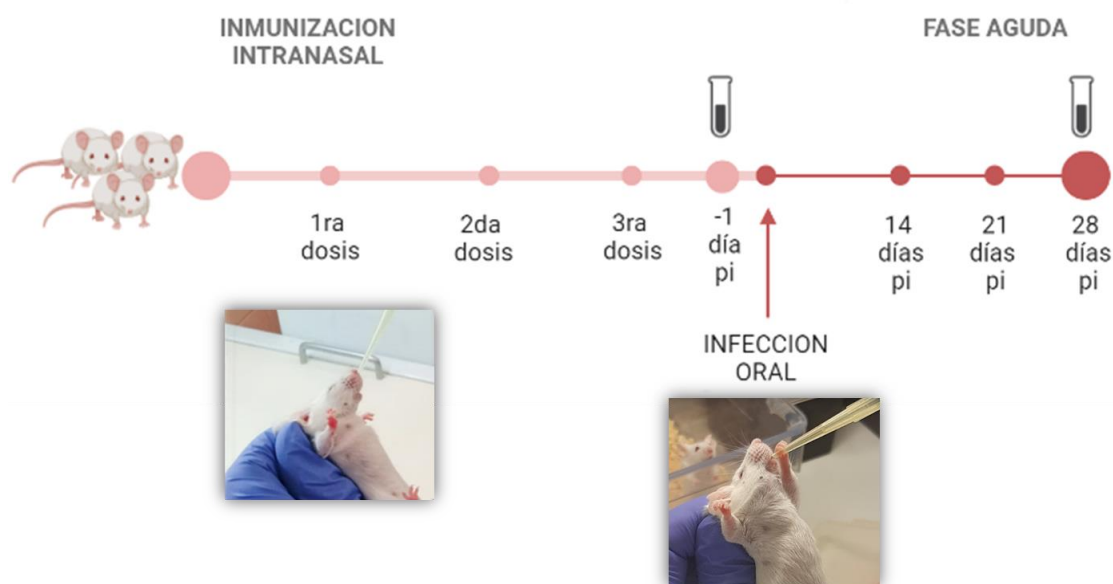 INMUNIZACION
INTRANASAL
FASE AGUDA
1ra
dosis
2da
dosis
3ra
dosis
-1
día
pi
14
días
pi
21
días
pi
28
días
pi
INFECCION
ORAL